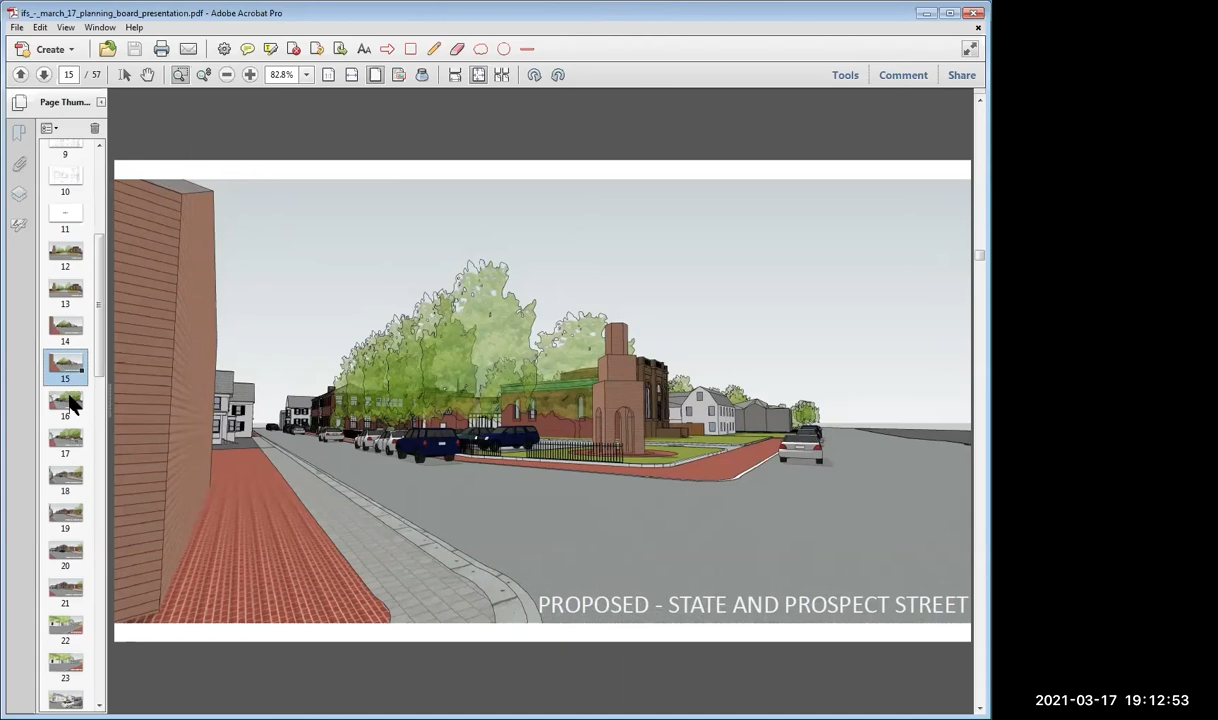 ifs_-_march_17_planning_board_presentation.pdf - Adobe Acrobat Pro
File Edit View Window Help
Create
15 / 57 82.8% Tools Comment Share
Page Thum...
9
10
11
12
13
14
15
16
17
18
19
20
21
22
23
PROPOSED - STATE AND PROSPECT STREET
2021-03-17 19:12:53